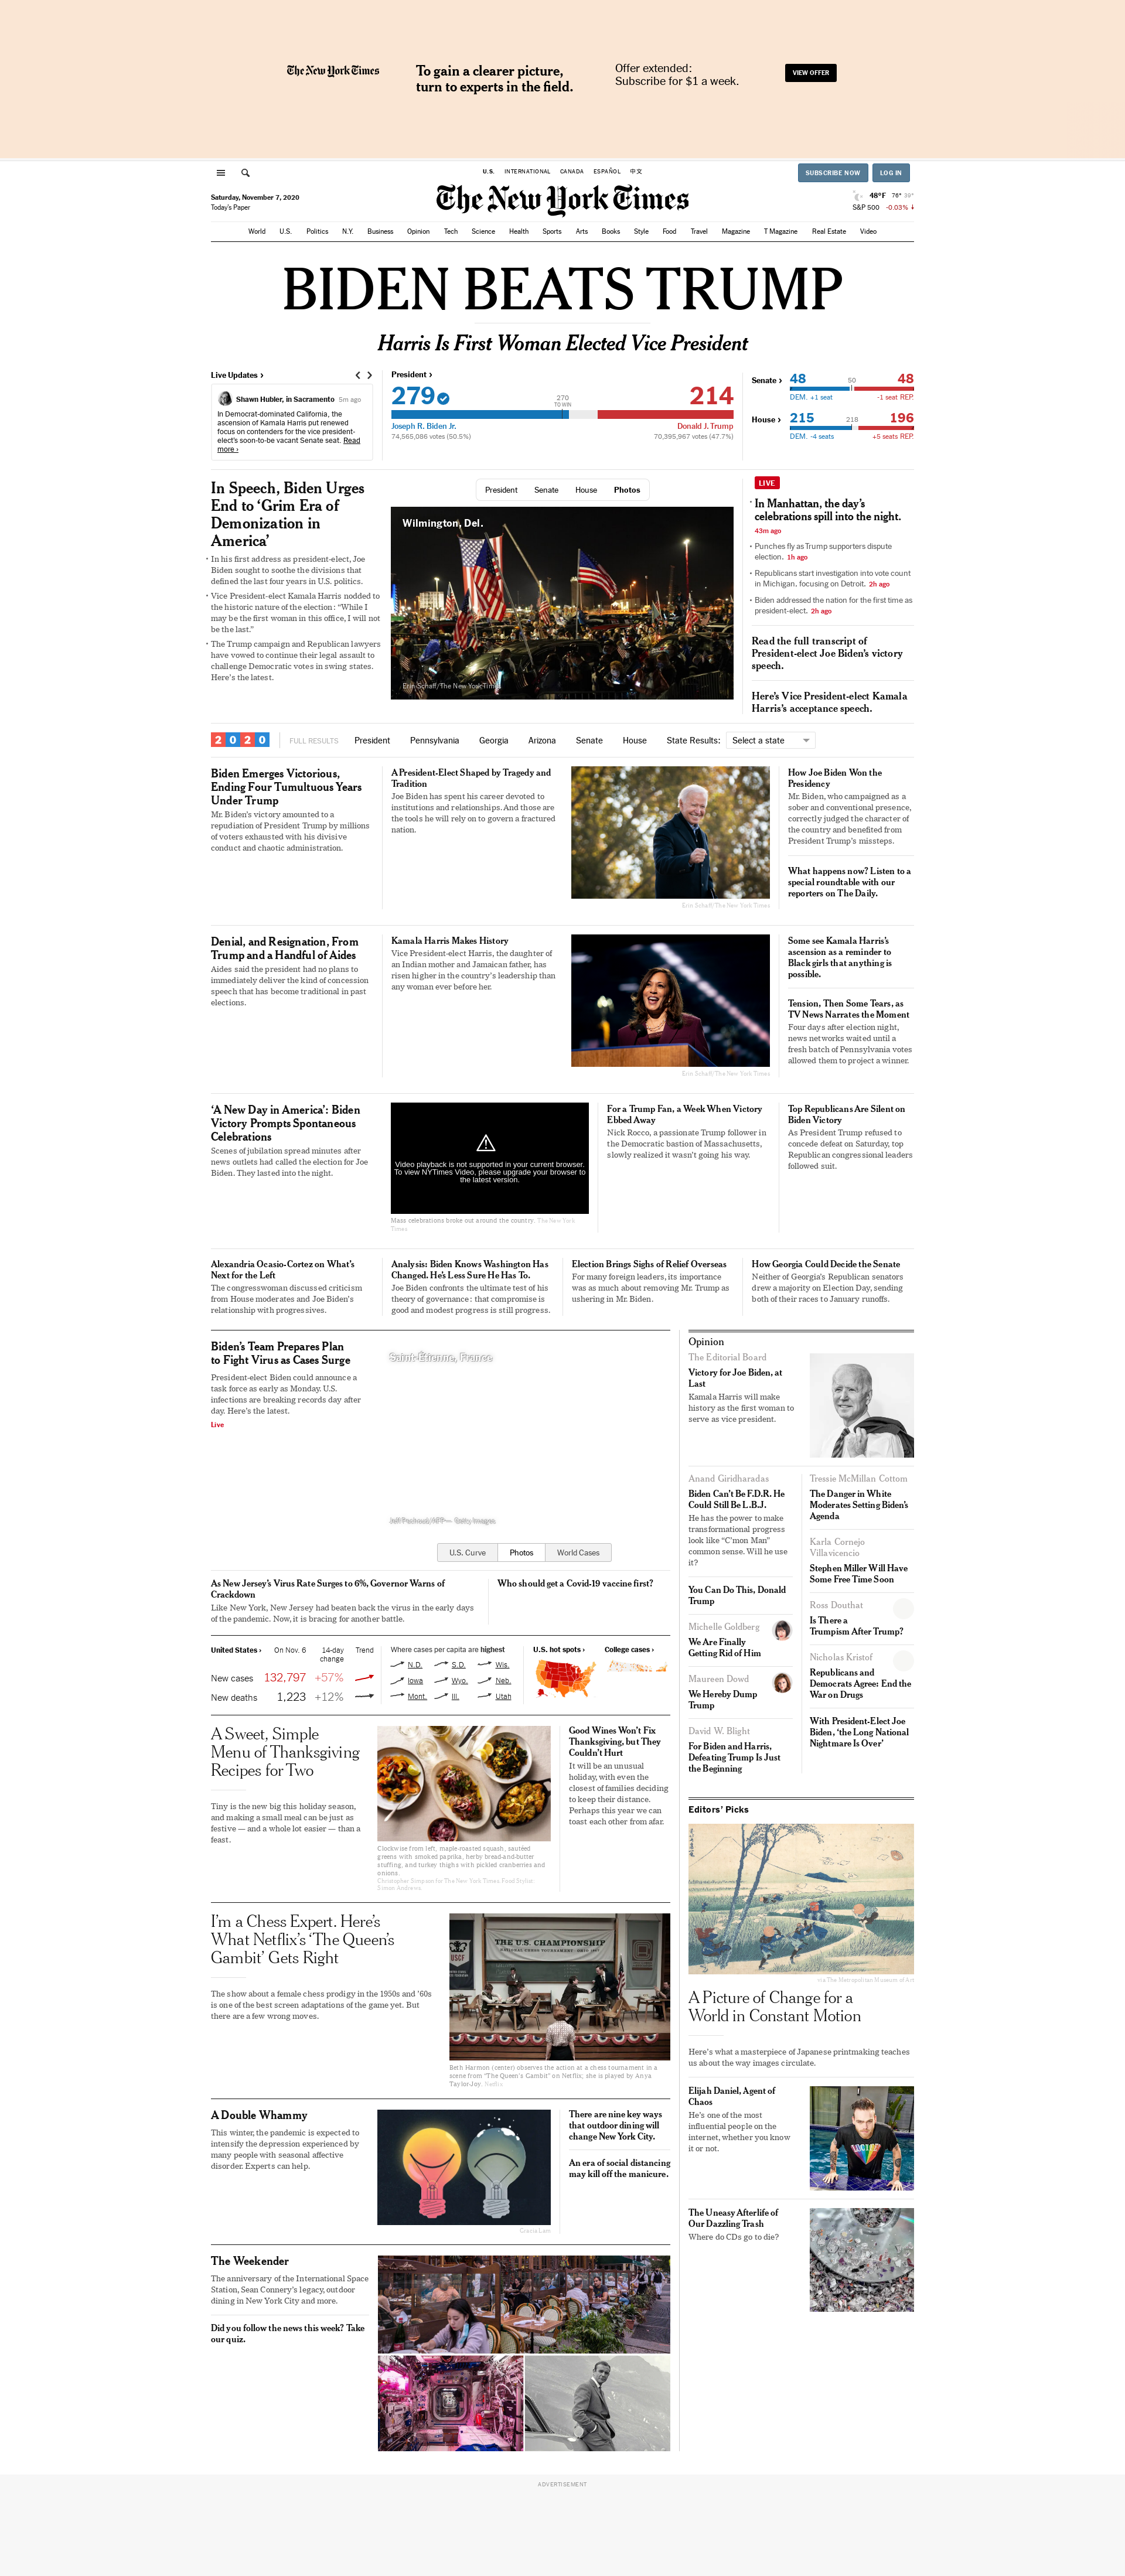 The New York Times
To gain a clearer picture,
turn to experts in the field.
Offer extended:
Subscribe for $1 a week.
VIEW OFFER
U.S. INTERNATIONAL CANADA ESPAÑOL 中文
SUBSCRIBE NOW LOG IN
Saturday, November 7, 2020
Today's Paper
The New York Times
48°F 76° 39°
S&P 500 -0.03% ↓
World U.S. Politics N.Y. Business Opinion Tech Science Health Sports Arts Books Style Food Travel Magazine T Magazine Real Estate Video
BIDEN BEATS TRUMP
Harris Is First Woman Elected Vice President
Live Updates ›
Shawn Hubler, in Sacramento 5m ago
In Democrat-dominated California, the
ascension of Kamala Harris put renewed
focus on contenders for the vice president-
elect's soon-to-be vacant Senate seat. Read
more ›
President ›
279 214
270
TO WIN
Joseph R. Biden Jr. Donald J. Trump
74,565,086 votes (50.5%) 70,395,967 votes (47.7%)
Senate › 48 50 48
DEM. +1 seat -1 seat REP.
House › 215 218 196
DEM. -4 seats +5 seats REP.
In Speech, Biden Urges
End to ‘Grim Era of
Demonization in
America’
• In his first address as president-elect, Joe
Biden sought to soothe the divisions that
defined the last four years in U.S. politics.
• Vice President-elect Kamala Harris nodded to
the historic nature of the election: “While I
may be the first woman in this office, I will not
be the last.”
• The Trump campaign and Republican lawyers
have vowed to continue their legal assault to
challenge Democratic votes in swing states.
Here’s the latest.
President Senate House Photos
Wilmington, Del.
Erin Schaff/The New York Times
LIVE
• In Manhattan, the day’s
celebrations spill into the night.
43m ago
• Punches fly as Trump supporters dispute
election. 1h ago
• Republicans start investigation into vote count
in Michigan, focusing on Detroit. 2h ago
• Biden addressed the nation for the first time as
president-elect. 2h ago
Read the full transcript of
President-elect Joe Biden’s victory
speech.
Here’s Vice President-elect Kamala
Harris’s acceptance speech.
2020 FULL RESULTS President Pennsylvania Georgia Arizona Senate House State Results: Select a state
Biden Emerges Victorious,
Ending Four Tumultuous Years
Under Trump
Mr. Biden’s victory amounted to a
repudiation of President Trump by millions
of voters exhausted with his divisive
conduct and chaotic administration.
A President-Elect Shaped by Tragedy and
Tradition
Joe Biden has spent his career devoted to
institutions and relationships. And those are
the tools he will rely on to govern a fractured
nation.
Erin Schaff/The New York Times
How Joe Biden Won the
Presidency
Mr. Biden, who campaigned as a
sober and conventional presence,
correctly judged the character of
the country and benefited from
President Trump’s missteps.
What happens now? Listen to a
special roundtable with our
reporters on The Daily.
Denial, and Resignation, From
Trump and a Handful of Aides
Aides said the president had no plans to
immediately deliver the kind of concession
speech that has become traditional in past
elections.
Kamala Harris Makes History
Vice President-elect Harris, the daughter of
an Indian mother and Jamaican father, has
risen higher in the country’s leadership than
any woman ever before her.
Erin Schaff/The New York Times
Some see Kamala Harris’s
ascension as a reminder to
Black girls that anything is
possible.
Tension, Then Some Tears, as
TV News Narrates the Moment
Four days after election night,
news networks waited until a
fresh batch of Pennsylvania votes
allowed them to project a winner.
‘A New Day in America’: Biden
Victory Prompts Spontaneous
Celebrations
Scenes of jubilation spread minutes after
news outlets had called the election for Joe
Biden. They lasted into the night.
Video playback is not supported in your current browser.
To view NYTimes Video, please upgrade your browser to
the latest version.
Mass celebrations broke out around the country. The New York
Times
For a Trump Fan, a Week When Victory
Ebbed Away
Nick Rocco, a passionate Trump follower in
the Democratic bastion of Massachusetts,
slowly realized it wasn’t going his way.
Top Republicans Are Silent on
Biden Victory
As President Trump refused to
concede defeat on Saturday, top
Republican congressional leaders
followed suit.
Alexandria Ocasio-Cortez on What’s
Next for the Left
The congresswoman discussed criticism
from House moderates and Joe Biden’s
relationship with progressives.
Analysis: Biden Knows Washington Has
Changed. He’s Less Sure He Has To.
Joe Biden confronts the ultimate test of his
theory of governance: that compromise is
good and modest progress is still progress.
Election Brings Sighs of Relief Overseas
For many foreign leaders, its importance
was as much about removing Mr. Trump as
ushering in Mr. Biden.
How Georgia Could Decide the Senate
Neither of Georgia’s Republican senators
drew a majority on Election Day, sending
both of their races to January runoffs.
Biden’s Team Prepares Plan
to Fight Virus as Cases Surge
President-elect Biden could announce a
task force as early as Monday. U.S.
infections are breaking records day after
day. Here’s the latest.
Live
Saint-Étienne, France
Jeff Pachoud/AFP — Getty Images
U.S. Curve Photos World Cases
As New Jersey’s Virus Rate Surges to 6%, Governor Warns of
Crackdown
Like New York, New Jersey had beaten back the virus in the early days
of the pandemic. Now, it is bracing for another battle.
Who should get a Covid-19 vaccine first?
United States › On Nov. 6 14-day
change Trend
New cases 132,797 +57%
New deaths 1,223 +12%
Where cases per capita are highest
N.D. S.D. Wis.
Iowa Wyo. Neb.
Mont. Ill. Utah
U.S. hot spots › College cases ›
A Sweet, Simple
Menu of Thanksgiving
Recipes for Two
Tiny is the new big this holiday season,
and making a small meal can be just as
festive — and a whole lot easier — than a
feast.
Clockwise from left, maple-roasted squash, sautéed
greens with smoked paprika, herby bread-and-butter
stuffing, and turkey thighs with pickled cranberries and
onions.
Christopher Simpson for The New York Times. Food Stylist:
Simon Andrews
Good Wines Won’t Fix
Thanksgiving, but They
Couldn’t Hurt
It will be an unusual
holiday, with even the
closest of families deciding
to keep their distance.
Perhaps this year we can
toast each other from afar.
I’m a Chess Expert. Here’s
What Netflix’s ‘The Queen’s
Gambit’ Gets Right
The show about a female chess prodigy in the 1950s and ’60s
is one of the best screen adaptations of the game yet. But
there are a few wrong moves.
USCF
THE U.S. CHAMPIONSHIP
Beth Harmon (center) observes the action at a chess tournament in a
scene from “The Queen’s Gambit” on Netflix; she is played by Anya
Taylor-Joy. Netflix
A Double Whammy
This winter, the pandemic is expected to
intensify the depression experienced by
many people with seasonal affective
disorder. Experts can help.
Gracia Lam
There are nine key ways
that outdoor dining will
change New York City.
An era of social distancing
may kill off the manicure.
The Weekender
The anniversary of the International Space
Station, Sean Connery’s legacy, outdoor
dining in New York City and more.
Did you follow the news this week? Take
our quiz.
Opinion
The Editorial Board
Victory for Joe Biden, at
Last
Kamala Harris will make
history as the first woman to
serve as vice president.
Anand Giridharadas
Biden Can’t Be F.D.R. He
Could Still Be L.B.J.
He has the power to make
transformational progress
look like “C’mon Man”
common sense. Will he use
it?
You Can Do This, Donald
Trump
Michelle Goldberg
We Are Finally
Getting Rid of Him
Maureen Dowd
We Hereby Dump
Trump
David W. Blight
For Biden and Harris,
Defeating Trump Is Just
the Beginning
Tressie McMillan Cottom
The Danger in White
Moderates Setting Biden’s
Agenda
Karla Cornejo
Villavicencio
Stephen Miller Will Have
Some Free Time Soon
Ross Douthat
Is There a
Trumpism After Trump?
Nicholas Kristof
Republicans and
Democrats Agree: End the
War on Drugs
With President-Elect Joe
Biden, ‘the Long National
Nightmare Is Over’
Editors’ Picks
via The Metropolitan Museum of Art
A Picture of Change for a
World in Constant Motion
Here’s what a masterpiece of Japanese printmaking teaches
us about the way images circulate.
Elijah Daniel, Agent of
Chaos
He’s one of the most
influential people on the
internet, whether you know
it or not.
The Uneasy Afterlife of
Our Dazzling Trash
Where do CDs go to die?
ADVERTISEMENT